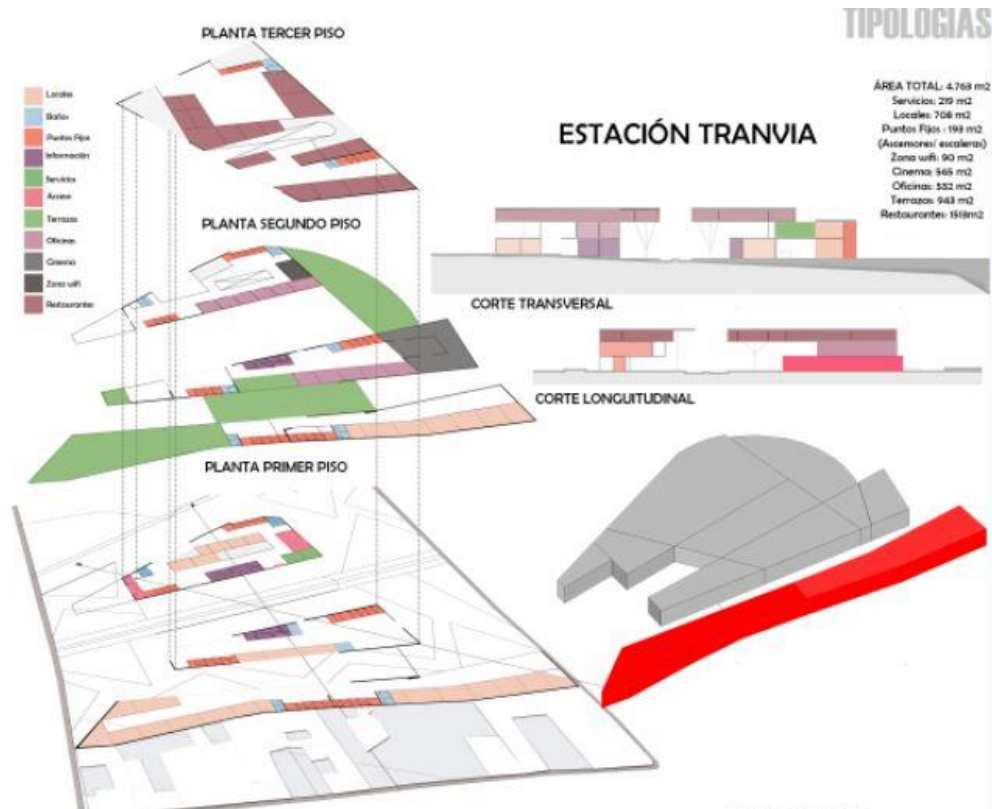 TIPOLOGIAS
PLANTA TERCER PISO
Locales
Baños
Puntos Fijos
Información
Servicios
Acceso
Terrazas
Oficinas
Cinema
Zona wifi
Restaurantes
ESTACIÓN TRANVIA
ÁREA TOTAL: 4.763 m2
Servicios: 219 m2
Locales: 708 m2
Puntos Fijos : 193 m2
(Ascensores/ escaleras)
Zona wifi: 90 m2
Cinema: 565 m2
Oficinas: 532 m2
Terrazas: 943 m2
Restaurantes: 1513m2
PLANTA SEGUNDO PISO
CORTE TRANSVERSAL
CORTE LONGUITUDINAL
PLANTA PRIMER PISO